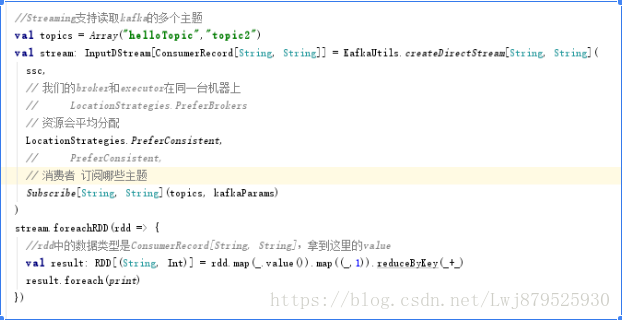 //Streaming支持读取kafka的多个主题
val topics = Array("helloTopic","topic2")
val stream: InputDStream[ConsumerRecord[String, String]] = KafkaUtils.createDirectStream[String, String](
ssc,
// 我们的broker和executor在同一台机器上
// LocationStrategies.PreferBrokers
// 资源会平均分配
LocationStrategies.PreferConsistent,
// PreferConsistent,
// 消费者 订阅哪些主题
Subscribe[String, String](topics, kafkaParams)
)
stream.foreachRDD(rdd => {
//rdd中的数据类型是ConsumerRecord[String, String]，拿到这里的value
val result: RDD[(String, Int)] = rdd.map(_.value()).map((_,1)).reduceByKey(_+_)
result.foreach(print)
})
https://blog.csdn.net/Lwj879525930